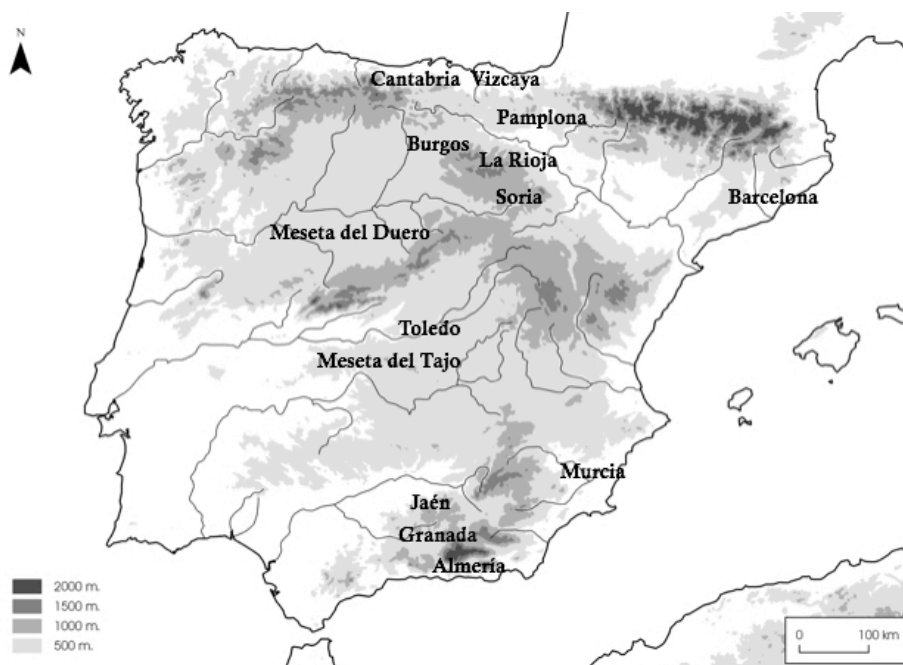 N
Cantabria Vizcaya
Pamplona
Burgos
La Rioja
Soria
Barcelona
Meseta del Duero
Toledo
Meseta del Tajo
Murcia
Jaén
Granada
Almería
2000 m.
1500 m.
1000 m.
500 m.
0 100 km